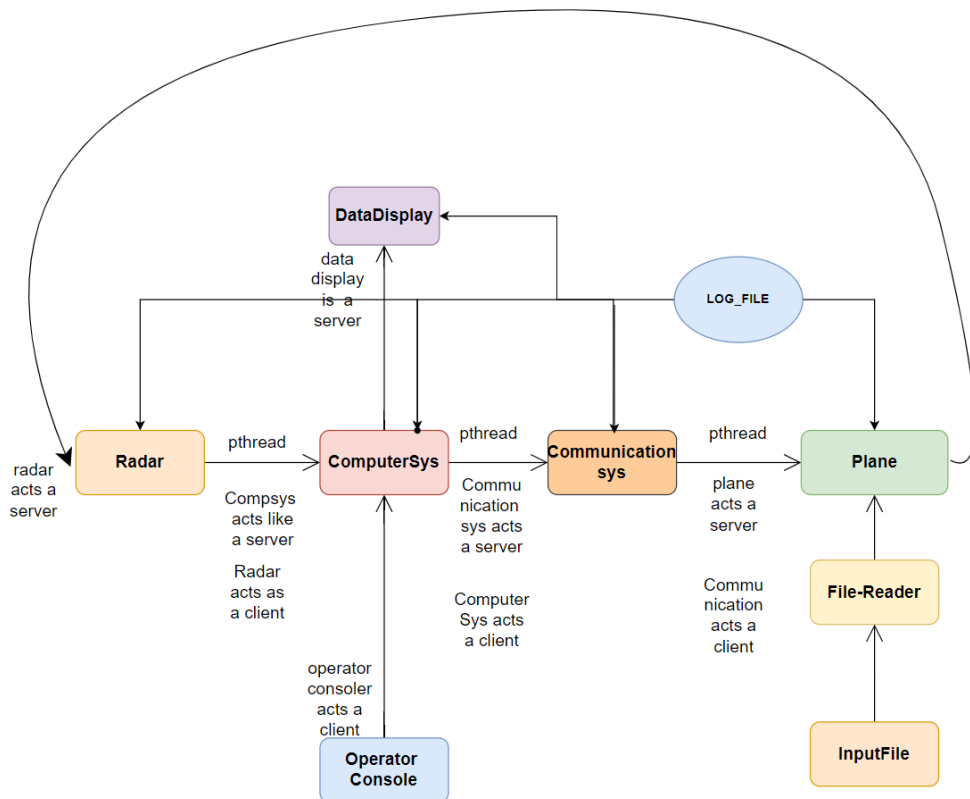 DataDisplay
data
display
is a
server
LOG_FILE
Radar
pthread
ComputerSys
pthread
Communication
sys
pthread
Plane
radar
acts a
server
Compsys
acts like
a server
Radar
acts as
a client
Commu
nication
sys acts
a server
Computer
Sys acts
a client
plane
acts a
server
Commu
nication
acts a
client
File-Reader
operator
consoler
acts a
client
Operator
Console
InputFile